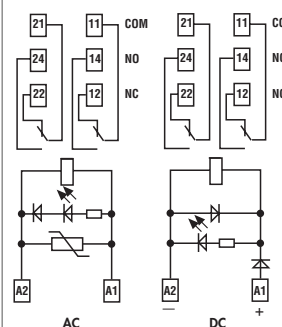 21 11 COM 21 11 CO
24 14 NO 24 14 NO
22 12 NC 22 12 NC
A2 A1 A2 A1
— +
AC DC